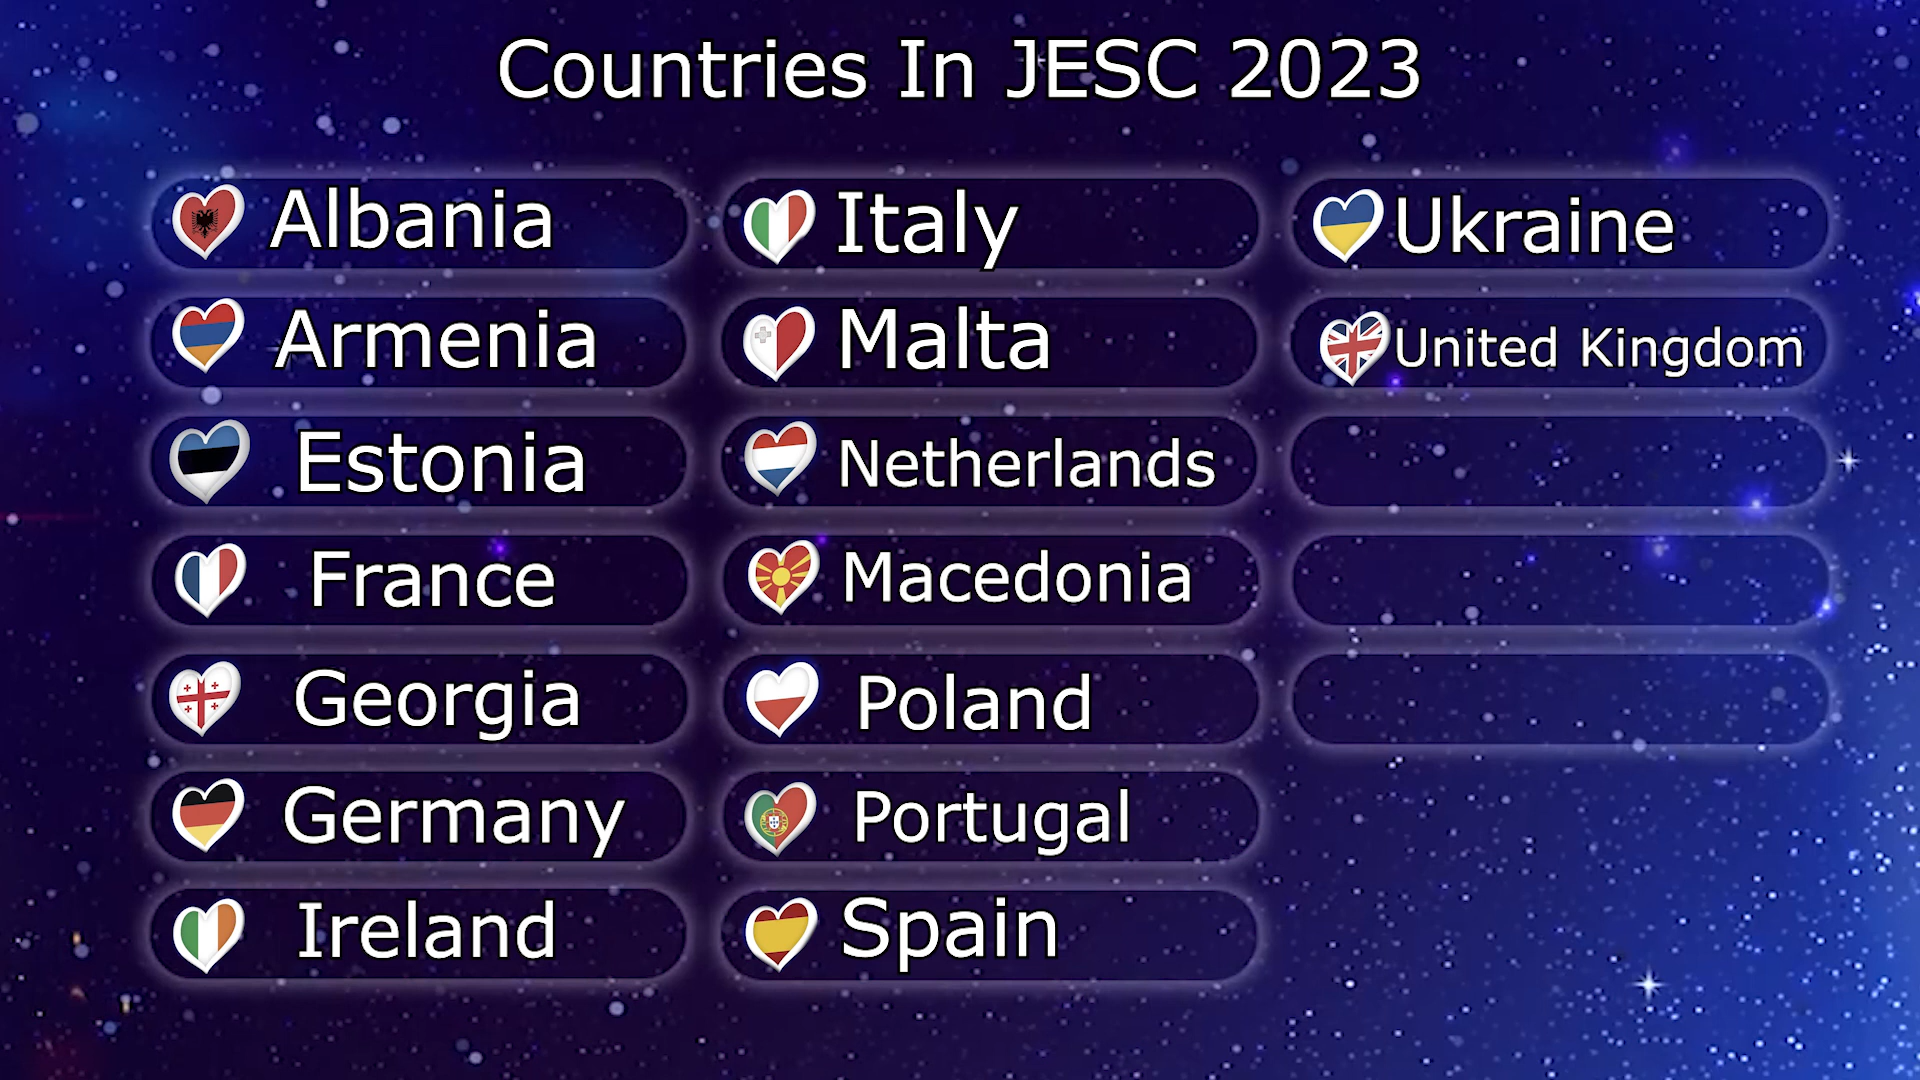 Countries In JESC 2023
Albania
Armenia
Estonia
France
Georgia
Germany
Ireland
Italy
Malta
Netherlands
Macedonia
Poland
Portugal
Spain
Ukraine
United Kingdom